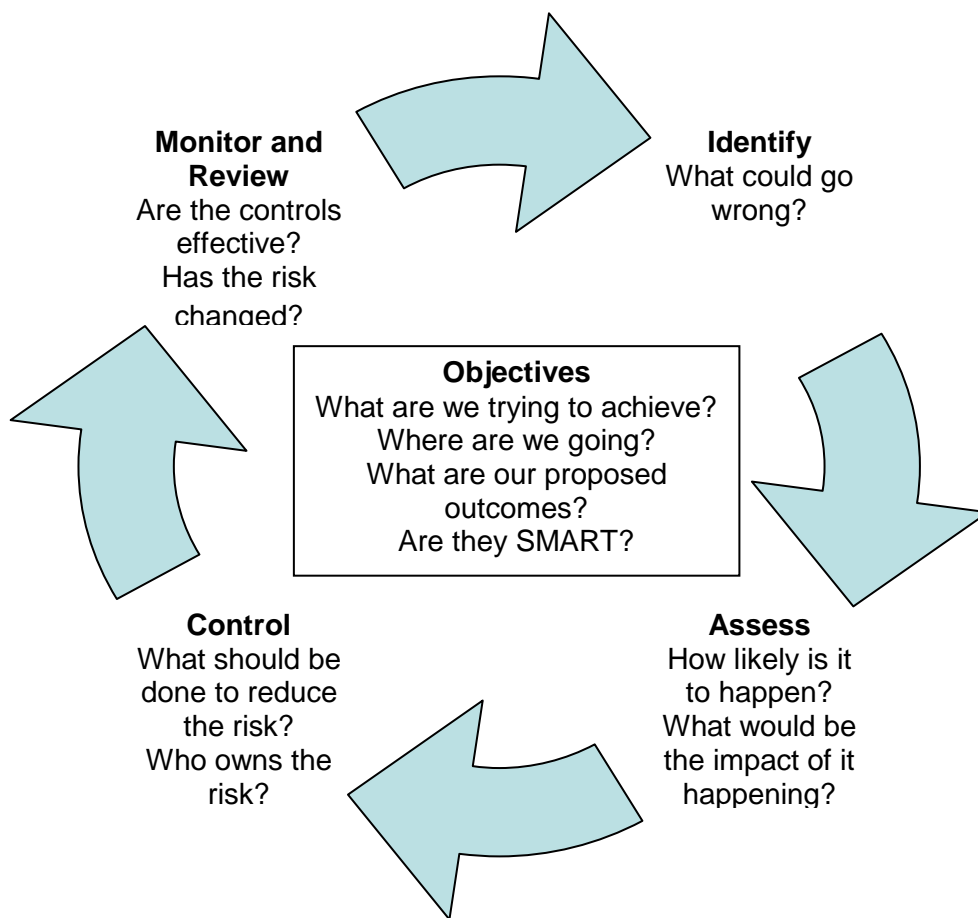 Monitor and
Review
Are the controls
effective?
Has the risk
changed?
Identify
What could go
wrong?
Objectives
What are we trying to achieve?
Where are we going?
What are our proposed
outcomes?
Are they SMART?
Control
What should be
done to reduce
the risk?
Who owns the
risk?
Assess
How likely is it
to happen?
What would be
the impact of it
happening?